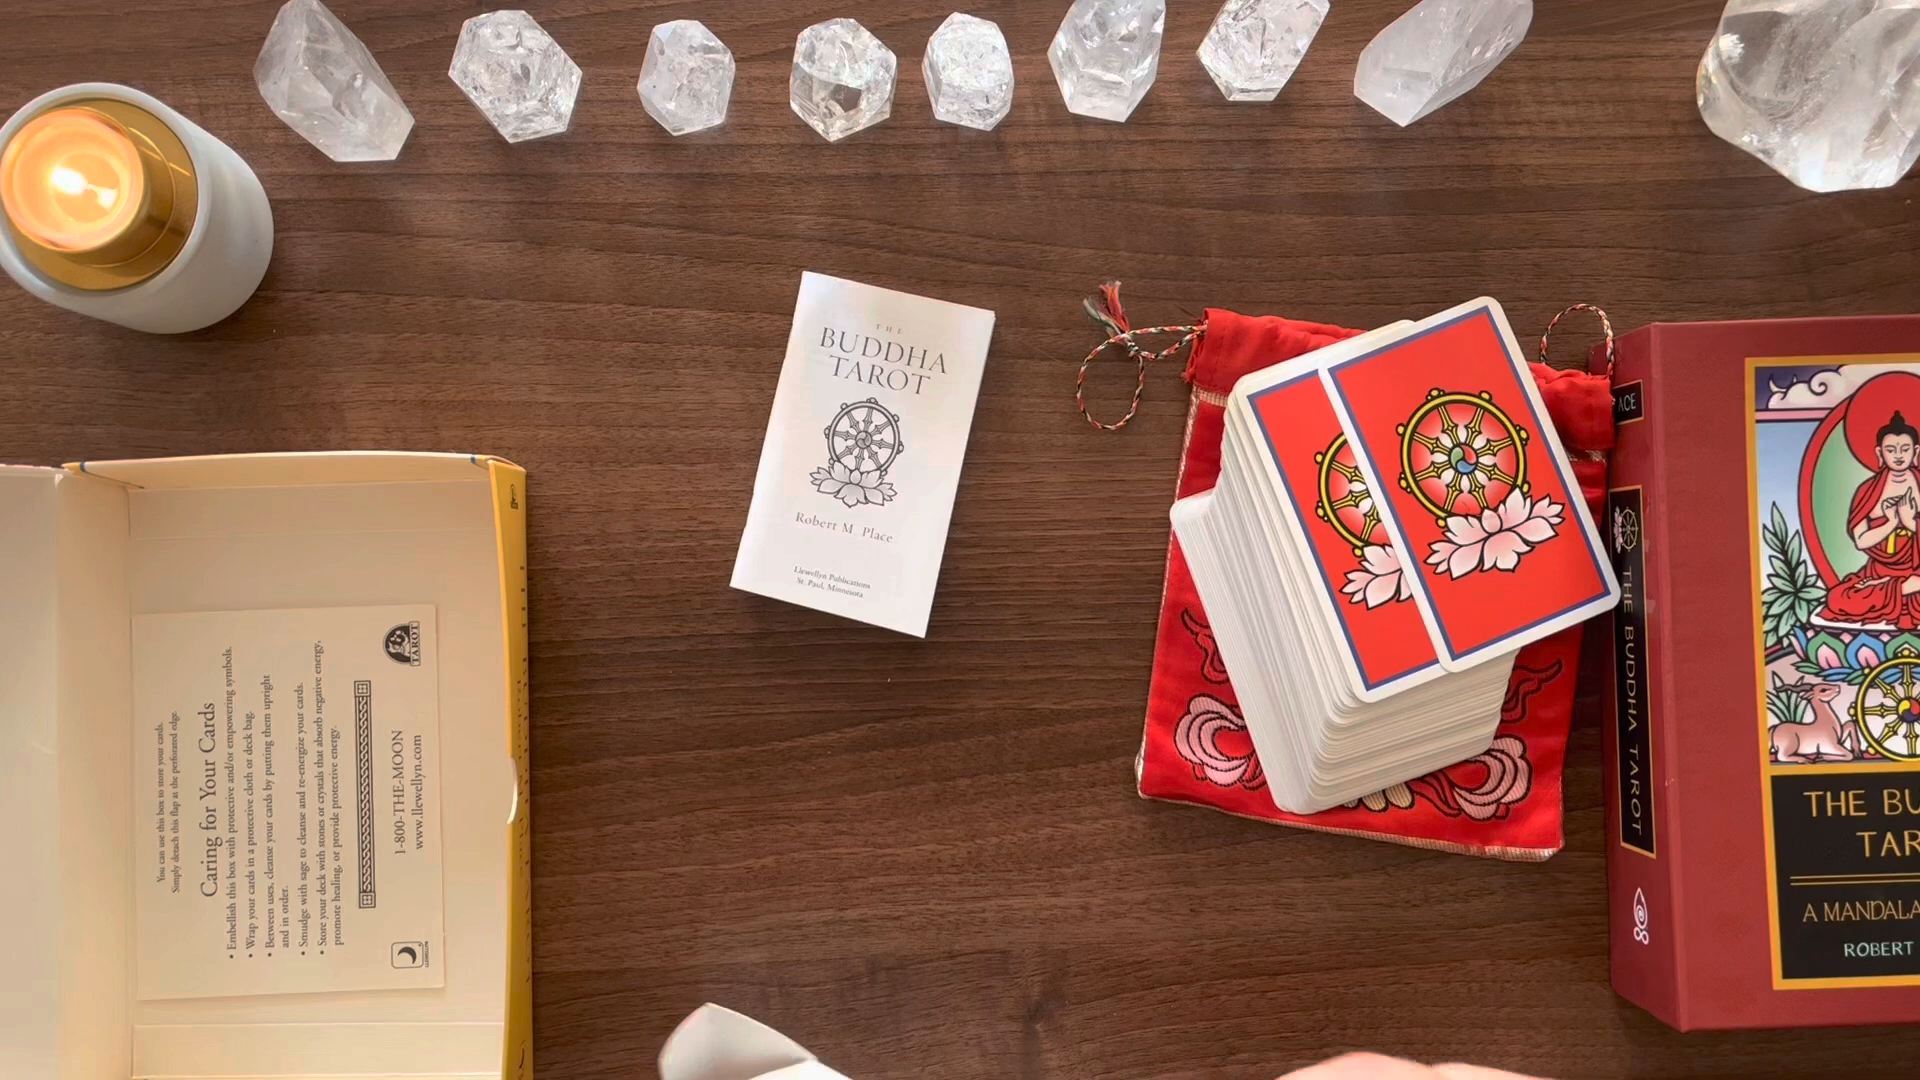 THE
BUDDHA
TAROT
Robert M. Place
Llewellyn Publications
St. Paul, Minnesota
You can use this box to store your cards.
Simply detach this flap at the perforated edge.
Caring for Your Cards
• Embellish this box with protective and/or empowering symbols.
• Wrap your cards in a protective cloth or deck bag.
• Between uses, cleanse your cards by putting them upright
and in order.
• Smudge with sage to cleanse and re-energize your cards.
• Store your deck with stones or crystals that absorb negative energy,
promote healing, or provide protective energy.
1-800-THE-MOON
www.llewellyn.com
TAROT
ACE
THE BUDDHA TAROT
THE BU
TAR
A MANDALA
ROBERT